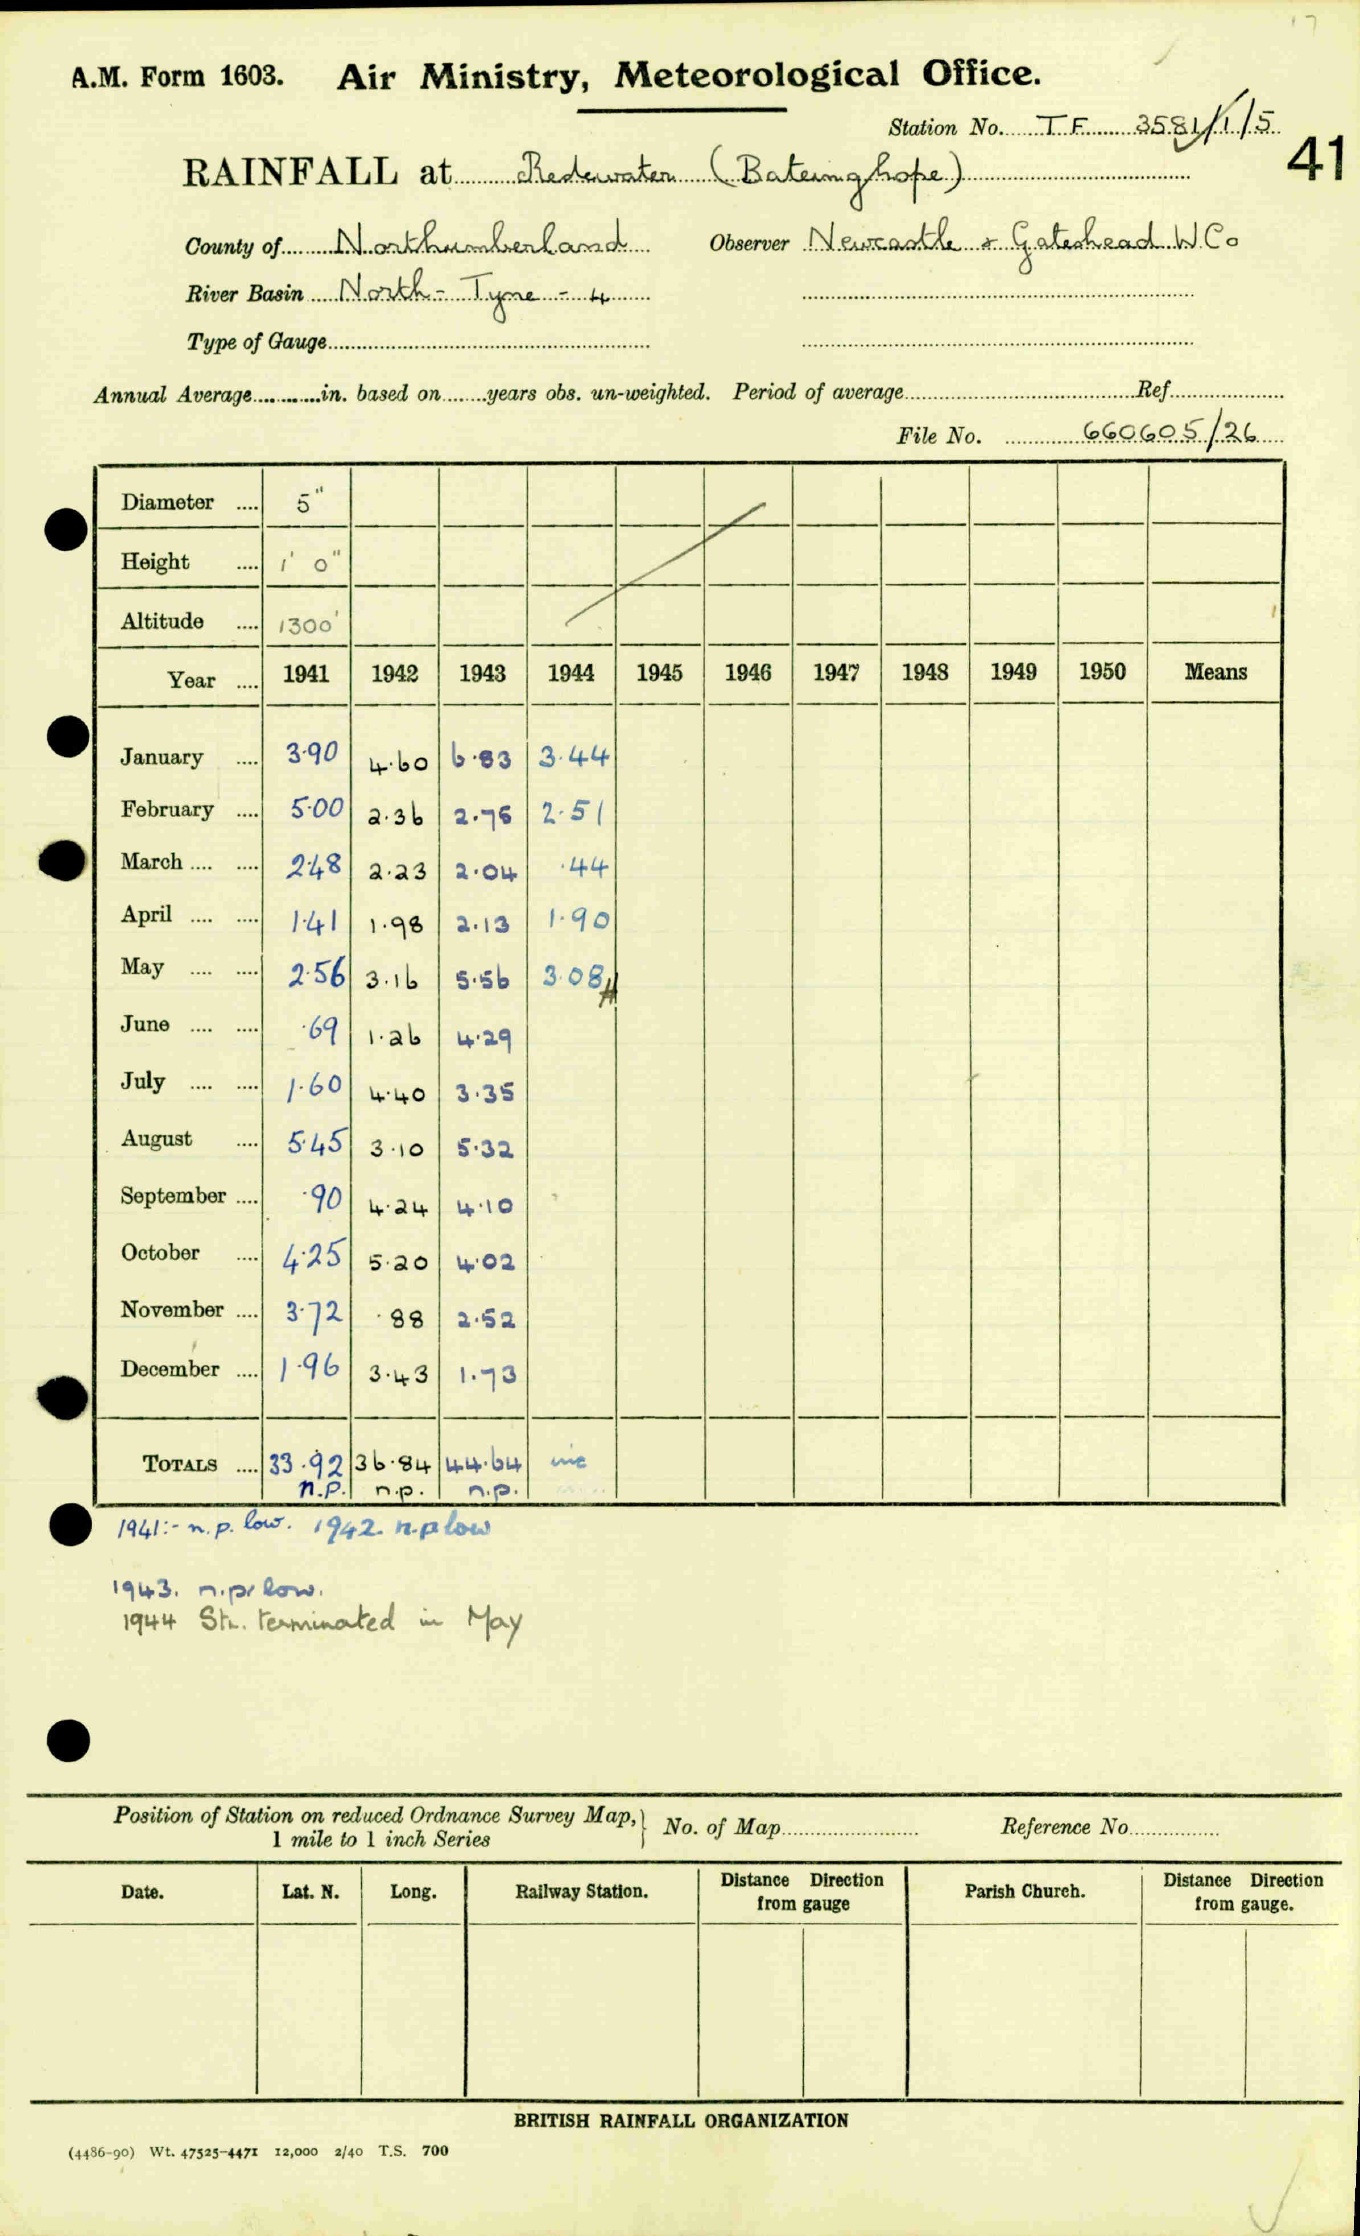 17
A.M. Form 1603. Air Ministry, Meteorological Office.
Station No. TF 3581/1/5
41
RAINFALL at Redewater (Bateinghope)
County of Northumberland Observer Newcastle & Gateshead W Co
River Basin North - Tyne - 4
Type of Gauge
Annual Average in. based on years obs. un-weighted. Period of average Ref.
File No. 660605/26
Diameter 5"
Height 1' 0"
Altitude 1300'
Year 1941 1942 1943 1944 1945 1946 1947 1948 1949 1950 Means
January 3.90 4.60 6.83 3.44
February 5.00 2.36 2.75 2.51
March 2.48 2.23 2.04 .44
April 1.41 1.98 2.13 1.90
May 2.56 3.16 5.56 3.08
June .69 1.26 4.29
July 1.60 4.40 3.35
August 5.45 3.10 5.32
September .90 4.24 4.10
October 4.25 5.20 4.02
November 3.72 .88 2.52
December 1.96 3.43 1.73
TOTALS 33.92 36.84 44.64 inc
n.p. n.p. n.p.
1941:- n.p. low. 1942. n.p low
1943. n.p. low.
1944 Stn. terminated in May
Position of Station on reduced Ordnance Survey Map, 1 mile to 1 inch Series } No. of Map Reference No
Date. Lat. N. Long. Railway Station. Distance Direction from gauge Parish Church. Distance Direction from gauge.
BRITISH RAINFALL ORGANIZATION
(4486-90) Wt. 47525-4471 12,000 2/40 T.S. 700